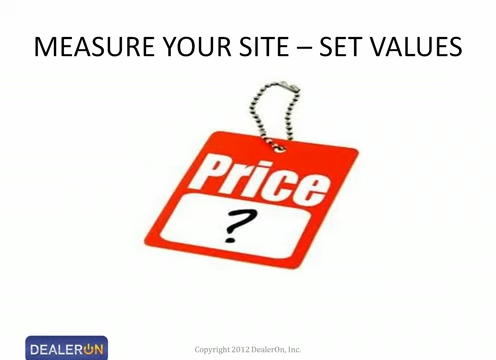 MEASURE YOUR SITE – SET VALUES
Price
?
DEALERON
Copyright 2012 DealerOn, Inc.